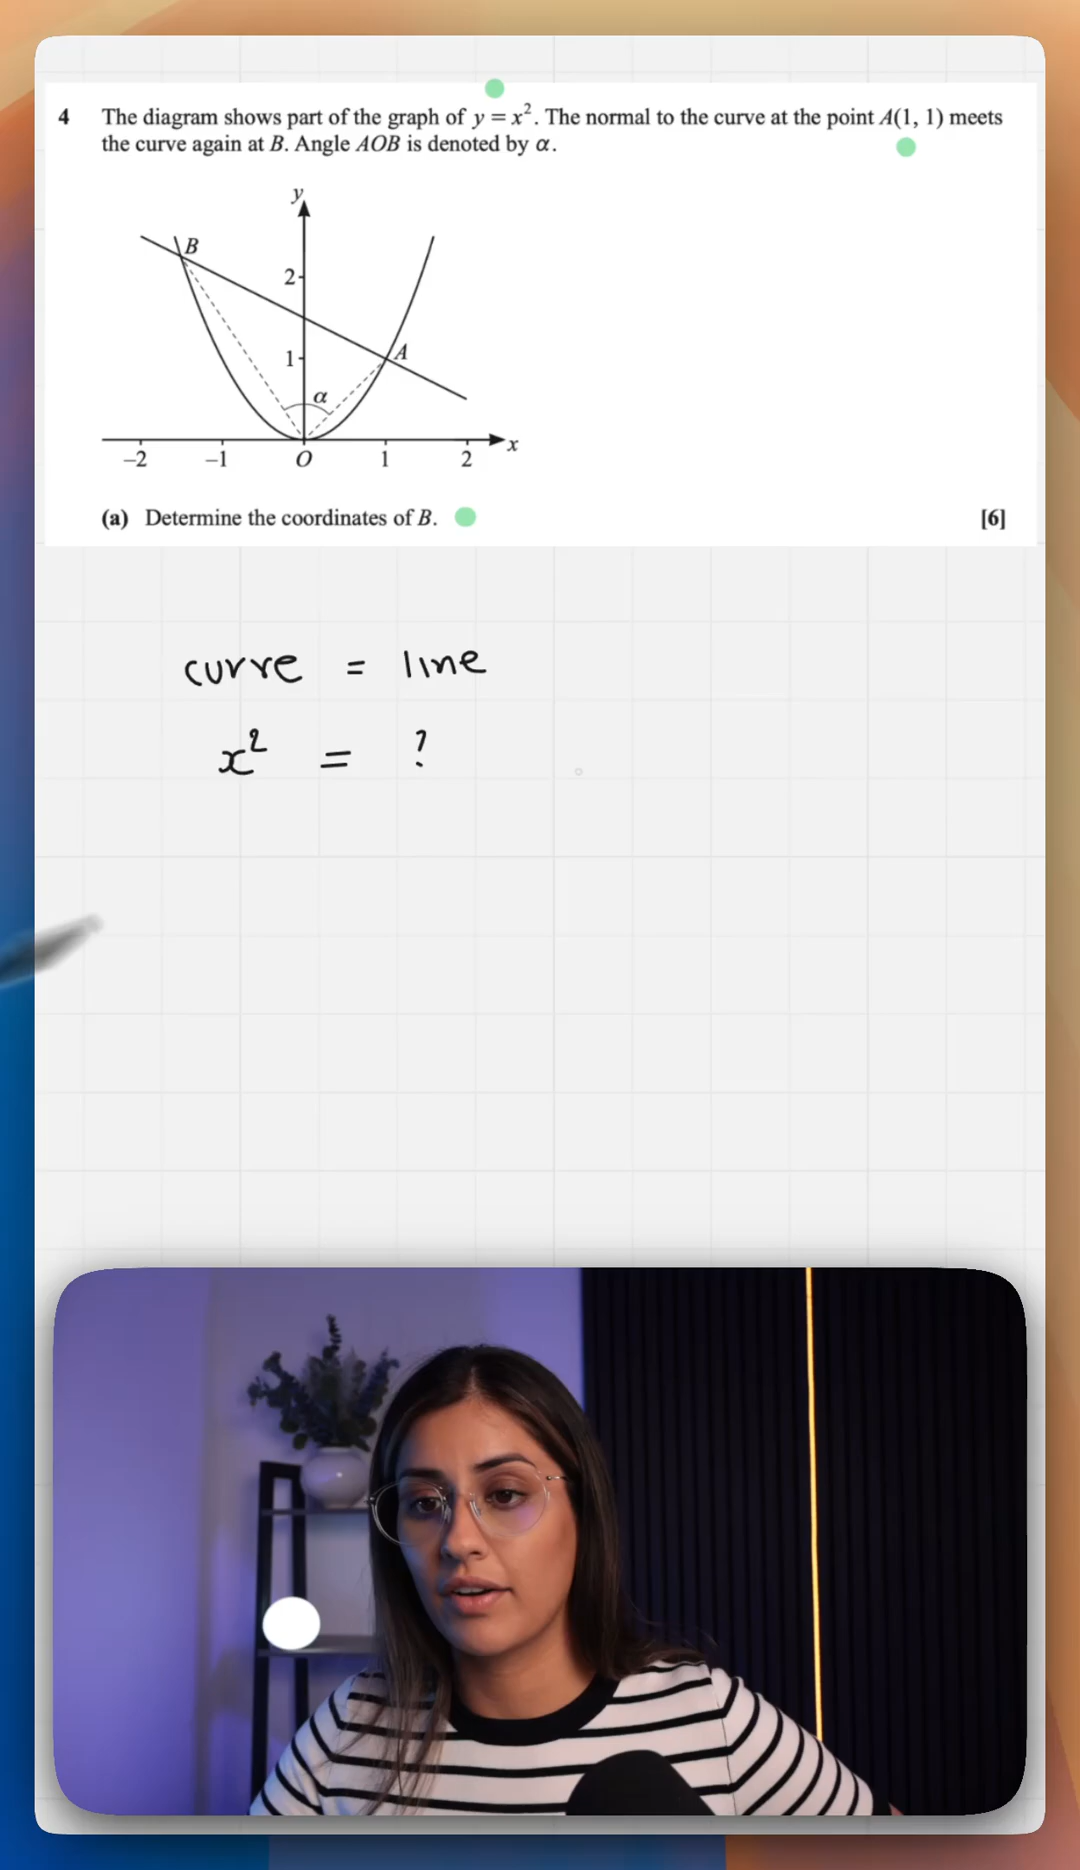 4 The diagram shows part of the graph of y = x². The normal to the curve at the point A(1, 1) meets
the curve again at B. Angle AOB is denoted by α.
y
B
2
A
1
α
x
−2 −1 O 1 2
(a) Determine the coordinates of B. [6]
curve = line
x² = ?